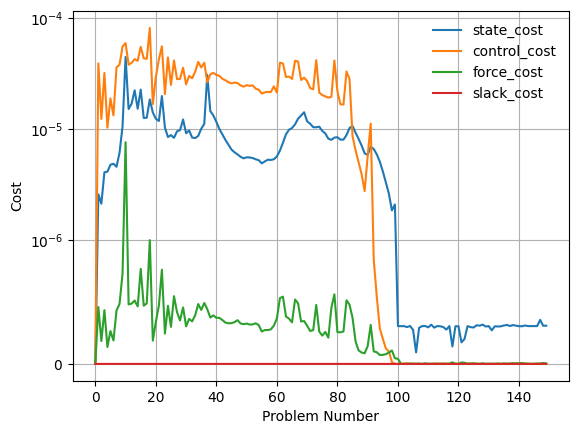 10⁻⁴
10⁻⁵
10⁻⁶
0
Cost
state_cost
control_cost
force_cost
slack_cost
0 20 40 60 80 100 120 140
Problem Number